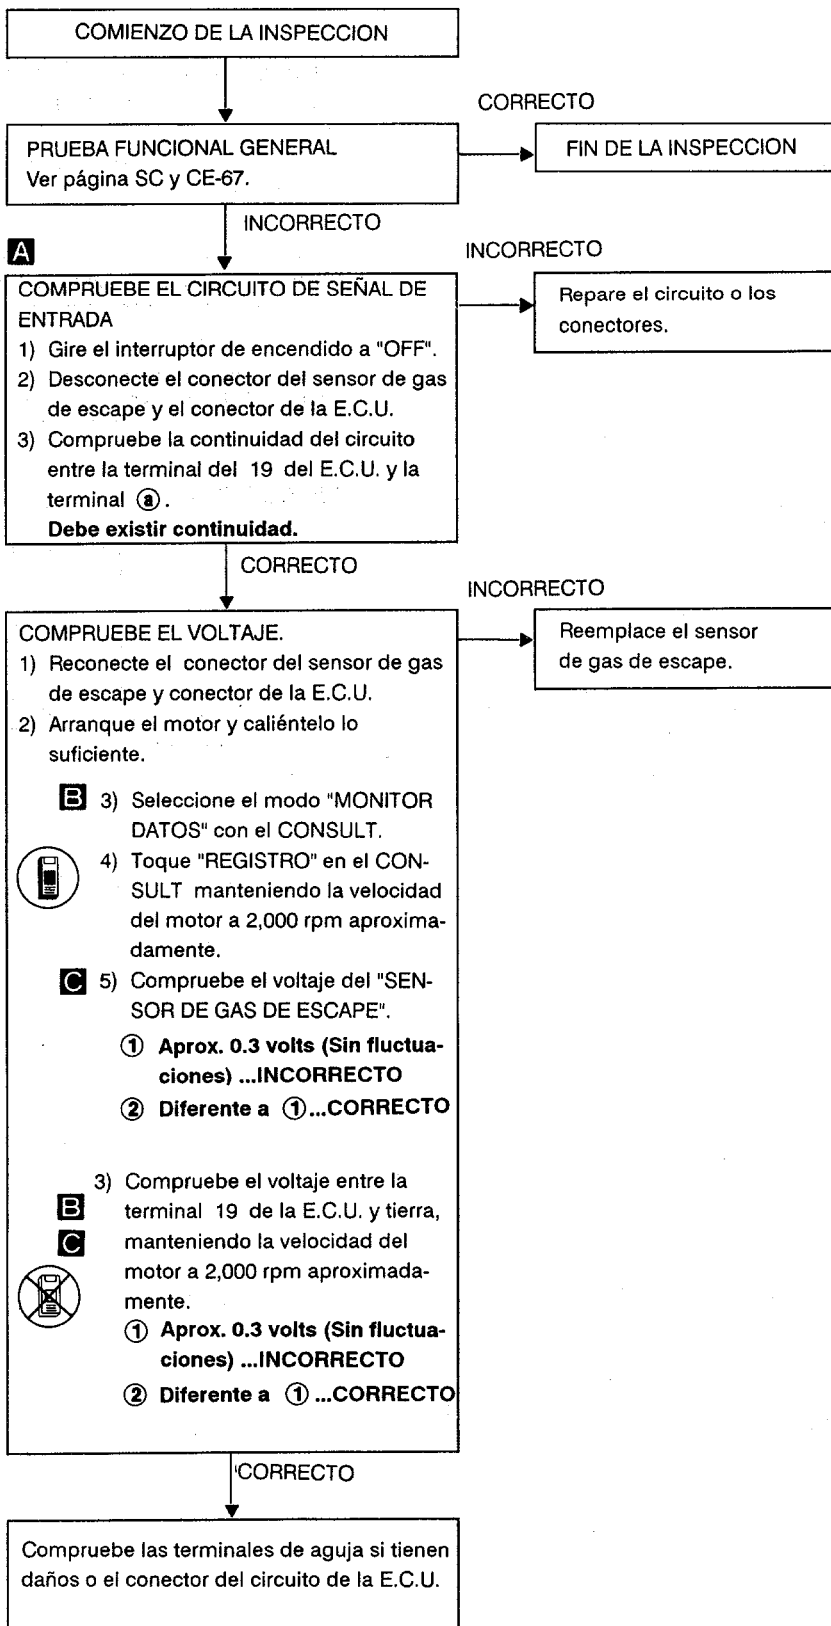 COMIENZO DE LA INSPECCION
CORRECTO
PRUEBA FUNCIONAL GENERAL
Ver página SC y CE-67.
FIN DE LA INSPECCION
INCORRECTO
A
INCORRECTO
COMPRUEBE EL CIRCUITO DE SEÑAL DE
ENTRADA
1) Gire el interruptor de encendido a "OFF".
2) Desconecte el conector del sensor de gas
de escape y el conector de la E.C.U.
3) Compruebe la continuidad del circuito
entre la terminal del 19 del E.C.U. y la
terminal ⓐ.
Debe existir continuidad.
Repare el circuito o los
conectores.
CORRECTO
INCORRECTO
COMPRUEBE EL VOLTAJE.
1) Reconecte el conector del sensor de gas
de escape y conector de la E.C.U.
2) Arranque el motor y caliéntelo lo
suficiente.
B 3) Seleccione el modo "MONITOR
DATOS" con el CONSULT.
4) Toque "REGISTRO" en el CON-
SULT manteniendo la velocidad
del motor a 2,000 rpm aproxima-
damente.
C 5) Compruebe el voltaje del "SEN-
SOR DE GAS DE ESCAPE".
① Aprox. 0.3 volts (Sin fluctua-
ciones) ...INCORRECTO
② Diferente a ①...CORRECTO
3) Compruebe el voltaje entre la
B terminal 19 de la E.C.U. y tierra,
C manteniendo la velocidad del
motor a 2,000 rpm aproximada-
mente.
① Aprox. 0.3 volts (Sin fluctua-
ciones) ...INCORRECTO
② Diferente a ① ...CORRECTO
Reemplace el sensor
de gas de escape.
CORRECTO
Compruebe las terminales de aguja si tienen
daños o el conector del circuito de la E.C.U.